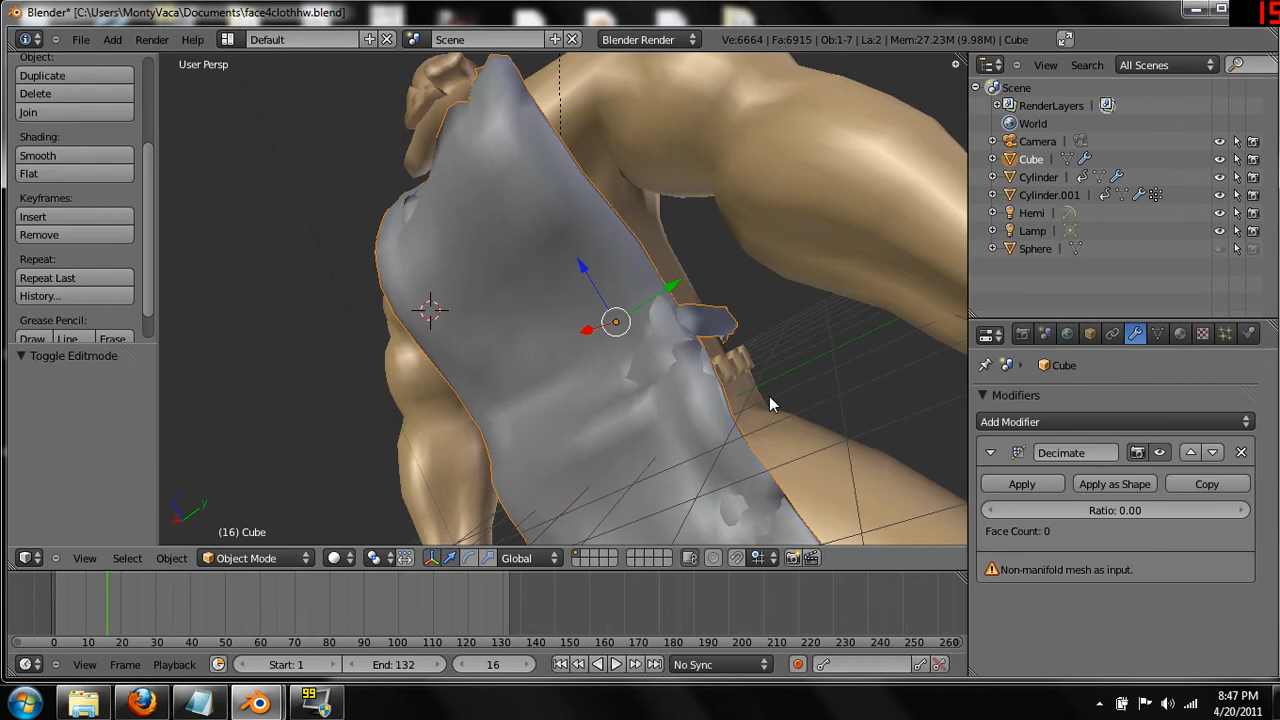 Blender* [C:\Users\MontyVaca\Documents\face4clothhw.blend]
15
File Add Render Help Default Scene Blender Render Ve:6664 | Fa:6915 | Ob:1-7 | La:2 | Mem:27.23M (9.98M) | Cube
Object:
Duplicate
Delete
Join
Shading:
Smooth
Flat
Keyframes:
Insert
Remove
Repeat:
Repeat Last
History...
Grease Pencil:
Draw Line Erase
Toggle Editmode
User Persp
(16) Cube
View Search All Scenes
Scene
RenderLayers
World
Camera
Cube
Cylinder
Cylinder.001
Hemi
Lamp
Sphere
Cube
Modifiers
Add Modifier
Decimate
Apply Apply as Shape Copy
Ratio: 0.00
Face Count: 0
Non-manifold mesh as input.
View Select Object Object Mode Global
0 10 20 30 40 50 60 70 80 90 100 110 120 130 140 150 160 170 180 190 200 210 220 230 240 250 260
View Frame Playback Start: 1 End: 132 16 No Sync
99
8:47 PM
4/20/2011